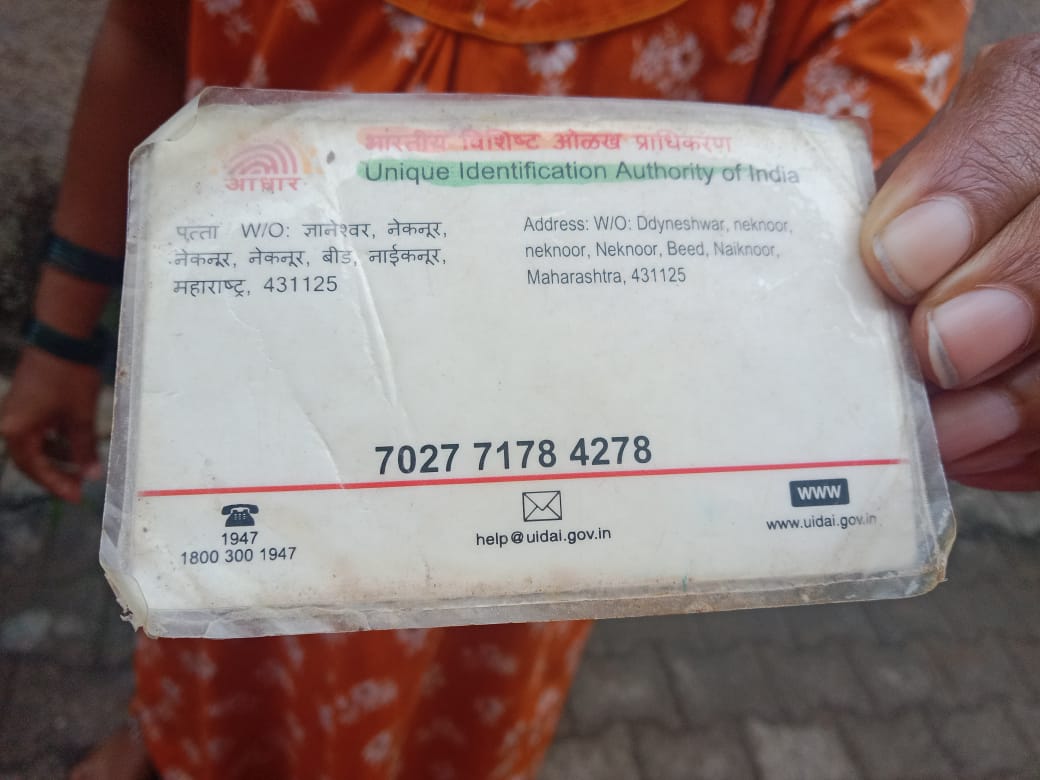 भारतीय विशिष्ट ओळख प्राधिकरण
Unique Identification Authority of India
आधार
पत्ता W/O: ज्ञानेश्वर, नेकनूर,
नेकनूर, नेकनूर, बीड, नाईकनूर,
महाराष्ट्र, 431125
Address: W/O: Ddyneshwar, neknoor,
neknoor, Neknoor, Beed, Naiknoor,
Maharashtra, 431125
7027 7178 4278
1947
1800 300 1947
help@uidai.gov.in
www
www.uidai.gov.in